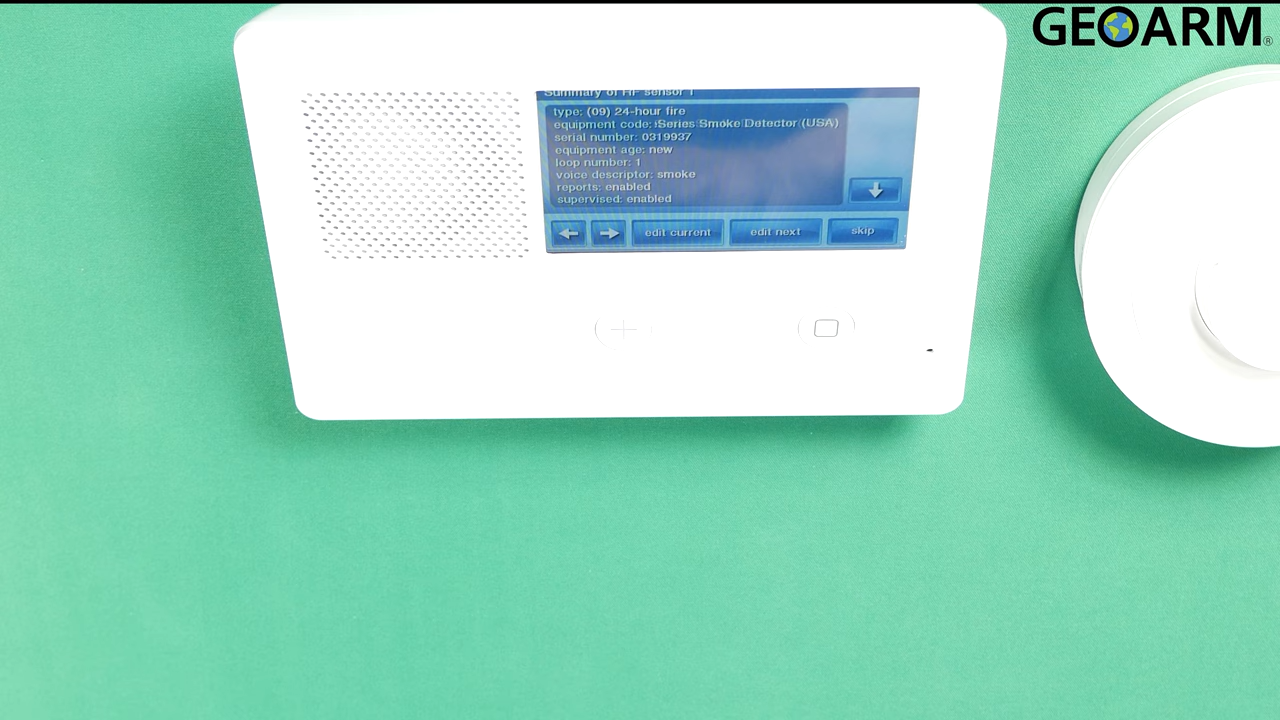 GEOARM®
Summary of RF sensor 1
type: (09) 24-hour fire
equipment code: iSeries Smoke Detector (USA)
serial number: 0319937
equipment age: new
loop number: 1
voice descriptor: smoke
reports: enabled
supervised: enabled
edit current
edit next
skip